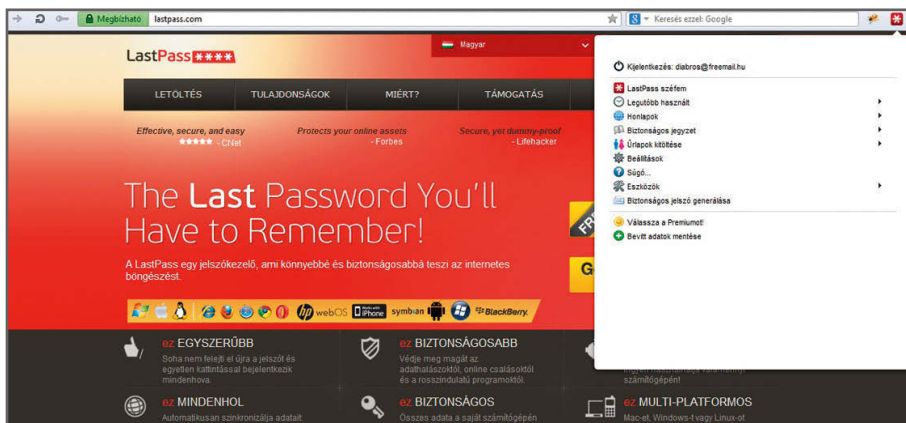 Megbízható lastpass.com Keresés ezzel: Google
LastPass ****
Magyar
LETÖLTÉS TULAJDONSÁGOK MIÉRT? TÁMOGATÁS
Effective, secure, and easy
- CNet
Protects your online assets
- Forbes
Secure, yet dummy-proof
- Lifehacker
The Last Password You'll
Have to Remember!
A LastPass egy jelszókezelő, ami könnyebbé és biztonságosabbá teszi az internetes
böngészést.
hp webOS iPhone symbian BlackBerry.
ez EGYSZERŰBB
Soha nem felejti el újra a jelszót és
egyetlen kattintással bejelentkezik
mindenhova.
ez BIZTONSÁGOSABB
Védje meg magát az
adathalászoktól, online csalásoktól
és a rosszindulatú programoktól.
számítógépén!
ez MINDENHOL
Automatikusan szinkronizálja adatait
ez BIZTONSÁGOS
Összes adata a saját számítógépén
ez MULTI-PLATFORMOS
Mac-et, Windows-t vagy Linux-ot
Kijelentkezés: diabros@freemail.hu
LastPass széfem
Legutóbb használt
Honlapok
Biztonságos jegyzet
Űrlapok kitöltése
Beállítások
Súgó...
Eszközök
Biztonságos jelszó generálása
Válassza a Premiumot!
Bevitt adatok mentése